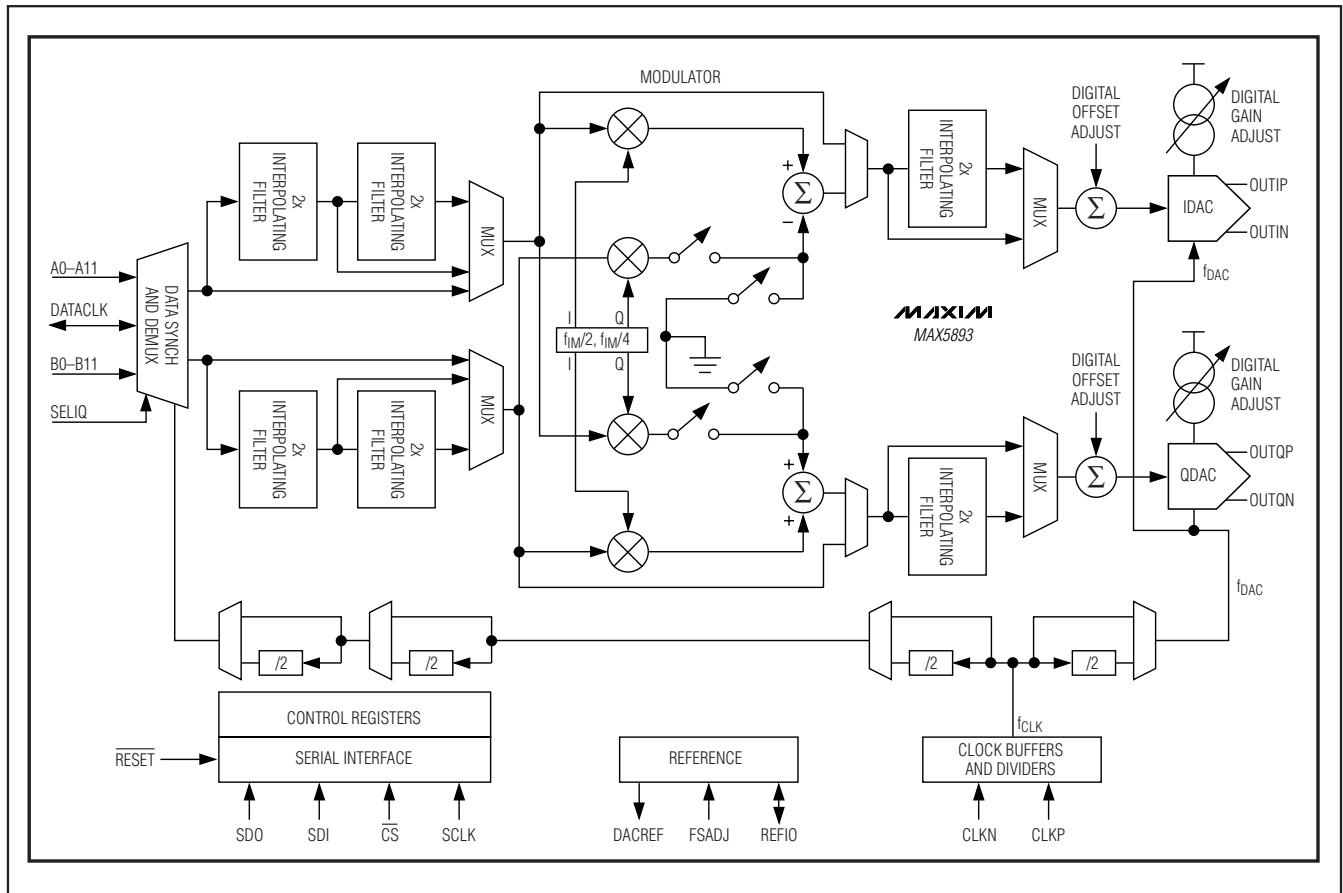 MODULATOR
DIGITAL
OFFSET
ADJUST
DIGITAL
GAIN
ADJUST
2x
INTERPOLATING
FILTER
2x
INTERPOLATING
FILTER
MUX
2x
INTERPOLATING
FILTER
MUX
+
Σ
−
Σ
IDAC
OUTIP
OUTIN
A0–A11
DATACLK
B0–B11
SELIQ
DATA SYNCH
AND DEMUX
fDAC
I
Q
fIM/2, fIM/4
I
Q
MAXIM
MAX5893
2x
INTERPOLATING
FILTER
2x
INTERPOLATING
FILTER
MUX
DIGITAL
OFFSET
ADJUST
DIGITAL
GAIN
ADJUST
+
Σ
+
2x
INTERPOLATING
FILTER
MUX
Σ
QDAC
OUTQP
OUTQN
fDAC
/2
/2
/2
/2
fCLK
CONTROL REGISTERS
SERIAL INTERFACE
RESET
REFERENCE
CLOCK BUFFERS
AND DIVIDERS
SDO
SDI
CS
SCLK
DACREF
FSADJ
REFIO
CLKN
CLKP